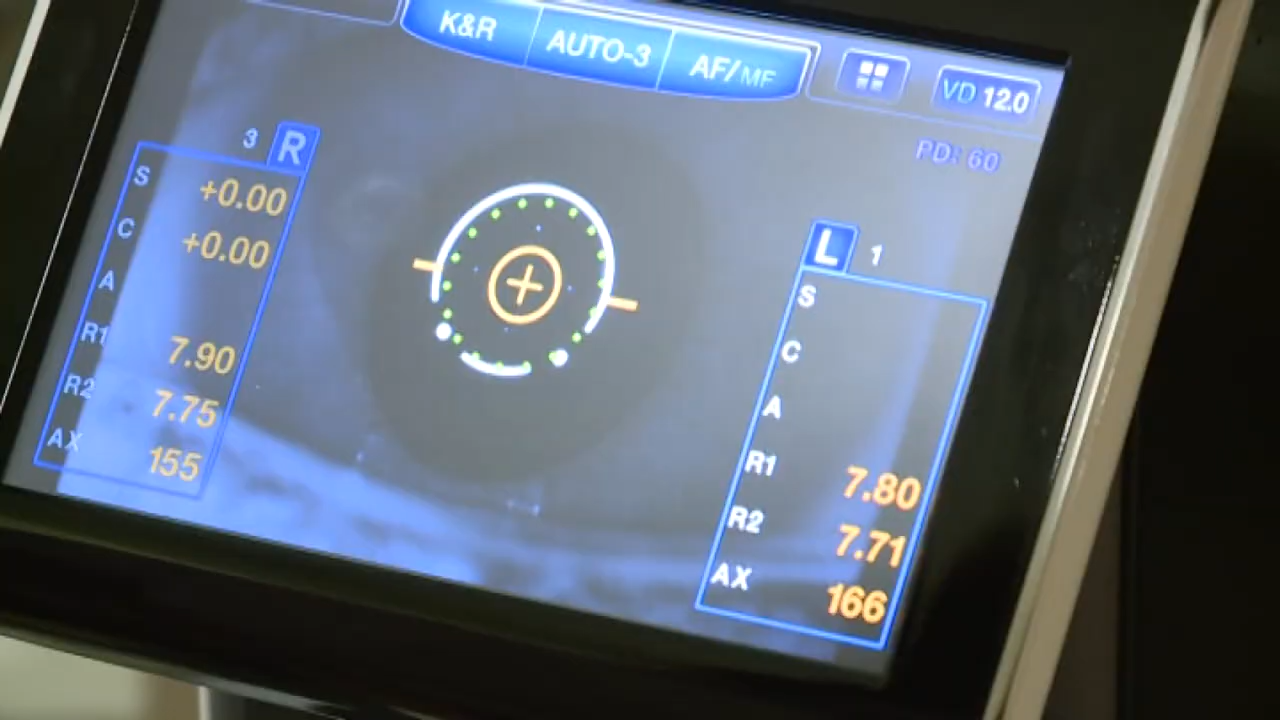 K&R AUTO-3 AF/MF VD 12.0
PD: 60
3 R
S +0.00
C +0.00
A
R1 7.90
R2 7.75
AX 155
L 1
S
C
A
R1 7.80
R2 7.71
AX 166